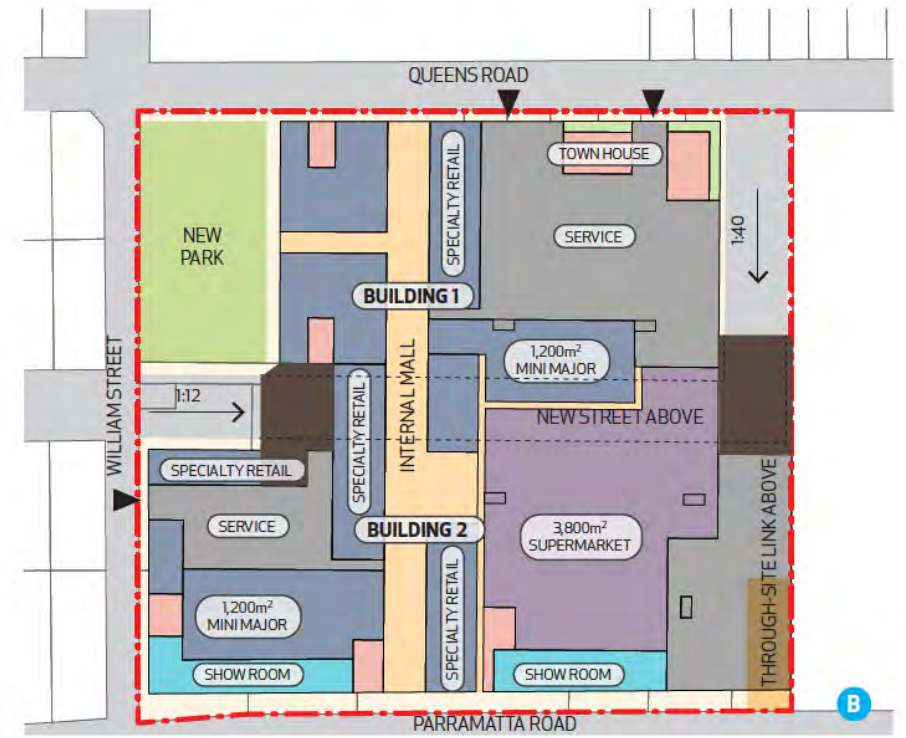 QUEENS ROAD
TOWN HOUSE
SPECIALTY RETAIL
SERVICE
1:40
NEW
PARK
BUILDING 1
1,200m²
MINI MAJOR
WILLIAM STREET
1:12
SPECIALTY RETAIL
INTERNAL MALL
NEW STREET ABOVE
SPECIALTY RETAIL
SERVICE
BUILDING 2
3,800m²
SUPERMARKET
THROUGH-SITE LINK ABOVE
1,200m²
MINI MAJOR
SPECIALTY RETAIL
SHOW ROOM
SHOW ROOM
B
PARRAMATTA ROAD